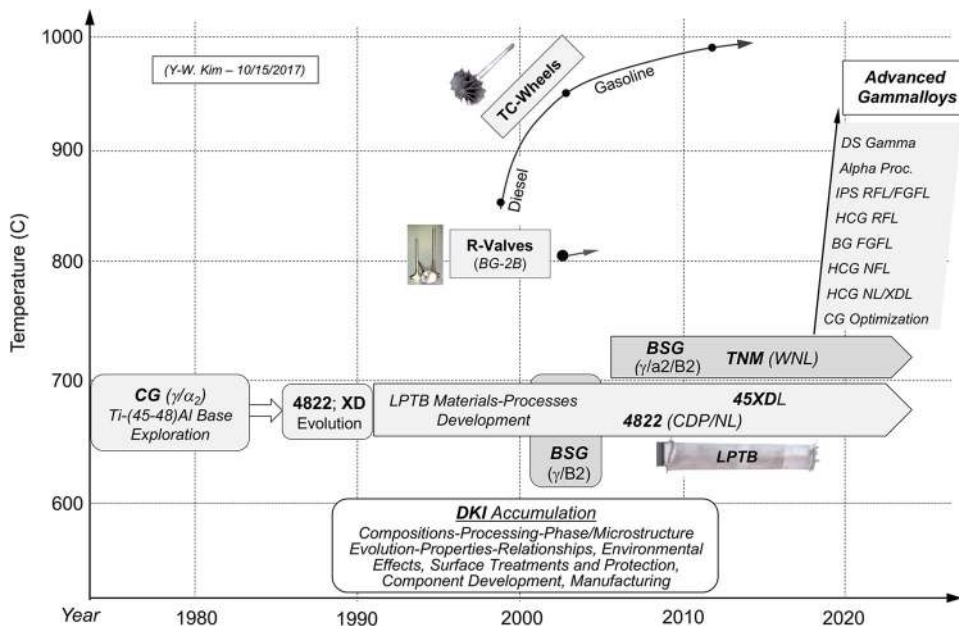 1000
(Y-W. Kim – 10/15/2017)
TC-Wheels
Gasoline
Diesel
Advanced
Gammalloys
900
DS Gamma
Alpha Proc.
IPS RFL/FGFL
HCG RFL
BG FGFL
HCG NFL
HCG NL/XDL
CG Optimization
Temperature (C)
800
R-Valves
(BG-2B)
BSG
(γ/a2/B2)
TNM (WNL)
700
CG (γ/α₂)
Ti-(45-48)Al Base
Exploration
4822; XD
Evolution
LPTB Materials-Processes
Development
45XDL
4822 (CDP/NL)
BSG
(γ/B2)
LPTB
600
DKI Accumulation
Compositions-Processing-Phase/Microstructure
Evolution-Properties-Relationships, Environmental
Effects, Surface Treatments and Protection,
Component Development, Manufacturing
Year
1980
1990
2000
2010
2020